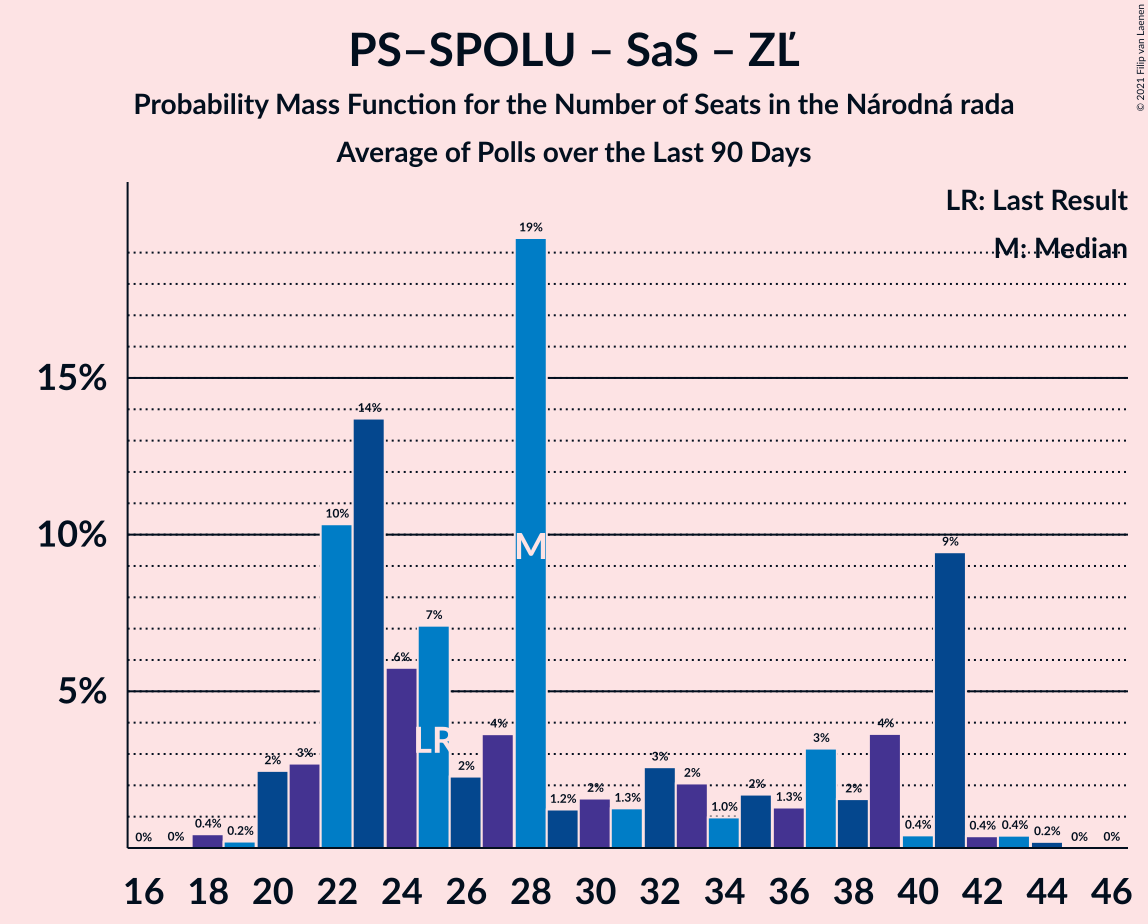 PS–SPOLU – SaS – ZĽ
Probability Mass Function for the Number of Seats in the Národná rada
Average of Polls over the Last 90 Days
© 2021 Filip van Laenen
LR: Last Result
M: Median
15%
10%
5%
0% 0% 0.4% 0.2% 2% 3% 10% 14% 6% 7% 2% 4% 19% 1.2% 2% 1.3% 3% 2% 1.0% 2% 1.3% 3% 2% 4% 0.4% 9% 0.4% 0.4% 0.2% 0% 0%
M
LR
16 18 20 22 24 26 28 30 32 34 36 38 40 42 44 46